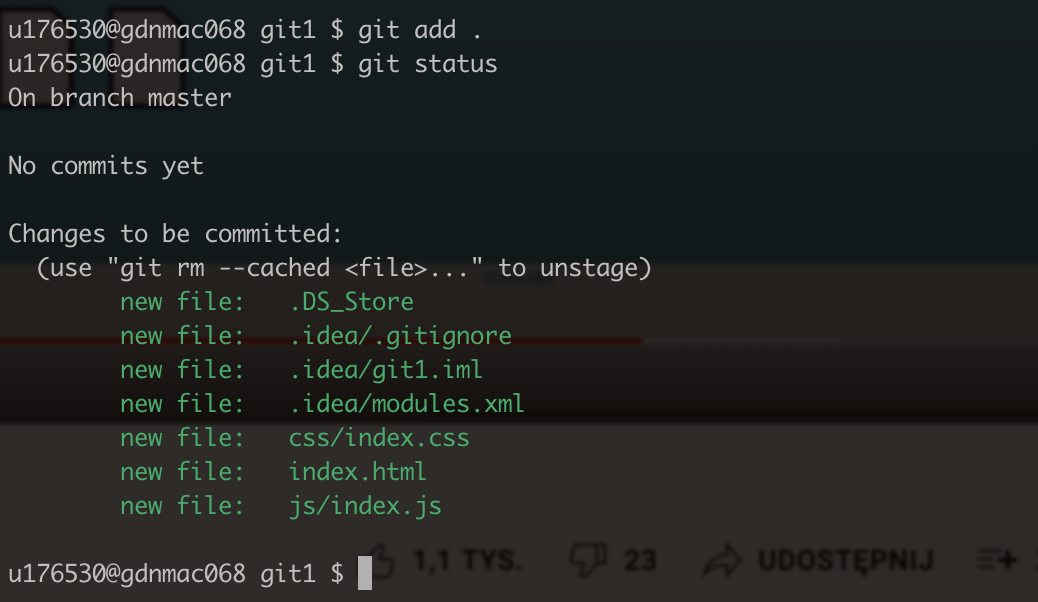 u176530@gdnmac068 git1 $ git add .
u176530@gdnmac068 git1 $ git status
On branch master

No commits yet

Changes to be committed:
  (use "git rm --cached <file>..." to unstage)
        new file:   .DS_Store
        new file:   .idea/.gitignore
        new file:   .idea/git1.iml
        new file:   .idea/modules.xml
        new file:   css/index.css
        new file:   index.html
        new file:   js/index.js

1,1 TYS. 23 UDOSTĘPNIJ
u176530@gdnmac068 git1 $